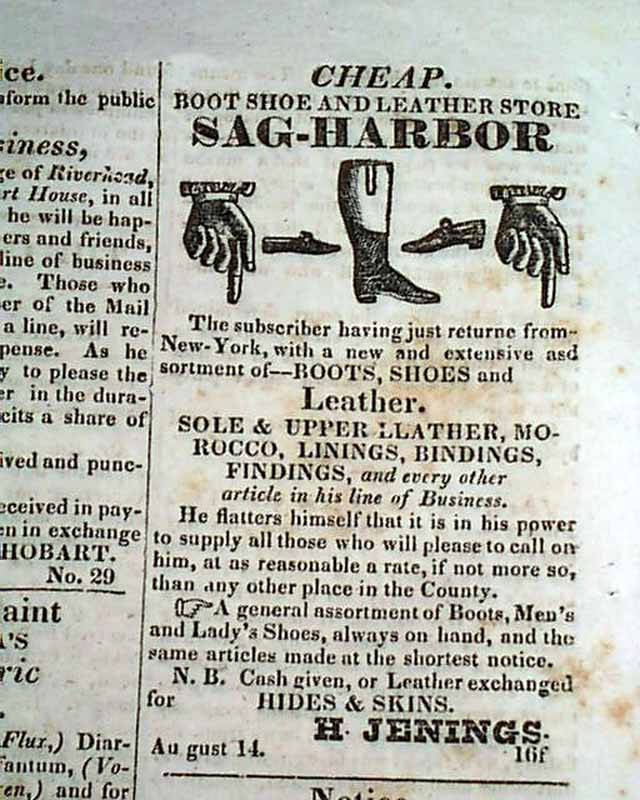 ice.
nform the public
siness,
ge of Riverhead,
rt House, in all
he will be hap-
ers and friends,
line of business
e. Those who
er of the Mail
a line, will re-
pense. As he
y to please the
er in the dura-
cits a share of
ived and punc-
eceived in pay-
en in exchange
HOBART.
No. 29
aint
A'S
ric
Flux,) Diar-
fantum, (Vo-
en,) and for
CHEAP.
BOOT SHOE AND LEATHER STORE
SAG-HARBOR
The subscriber having just returne from-
New-York, with a new and extensive asd
sortment of—BOOTS, SHOES and
Leather.
SOLE & UPPER LLATHER, MO-
ROCCO, LININGS, BINDINGS,
FINDINGS, and every other
article in his line of Business.
He flatters himself that it is in his power
to supply all those who will please to call on
him, at as reasonable a rate, if not more so,
than any other place in the County.
☞A general assortment of Boots, Men's
and Lady's Shoes, always on hand, and the
same articles made at the shortest notice.
N. B. Cash given, or Leather exchanged
for HIDES & SKINS.
H. JENINGS.
Au gust 14. 16f
Notice